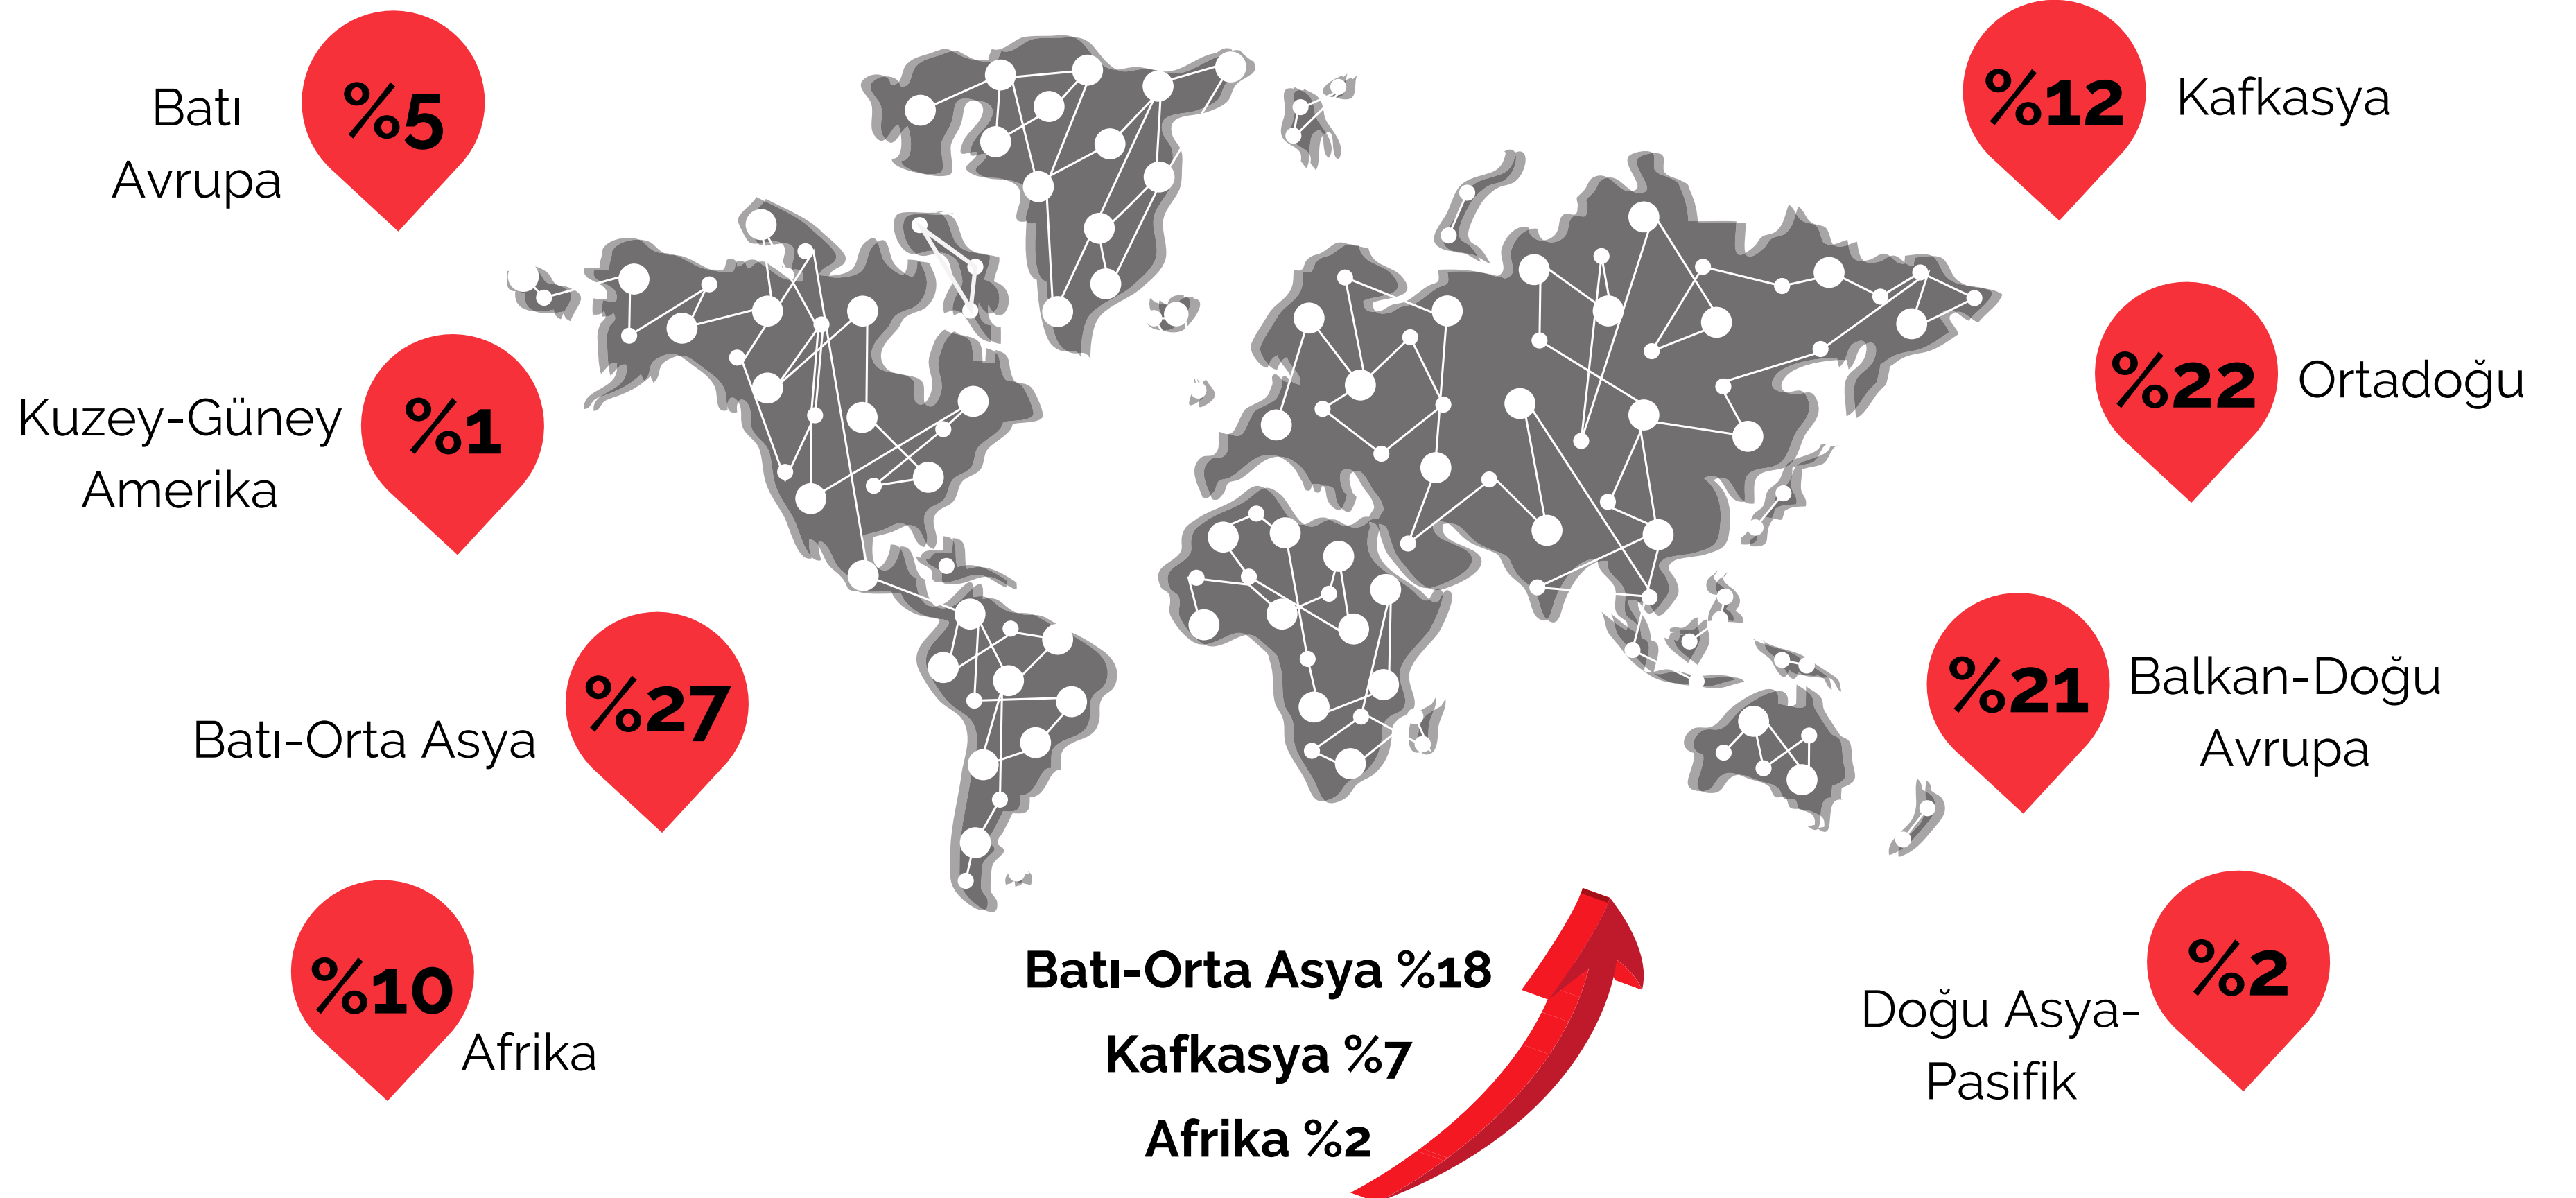 Batı
Avrupa
%5
Kuzey-Güney
Amerika
%1
Batı-Orta Asya
%27
%10
Afrika
%12
Kafkasya
%22
Ortadoğu
%21
Balkan-Doğu
Avrupa
%2
Doğu Asya-
Pasifik
Batı-Orta Asya %18
Kafkasya %7
Afrika %2